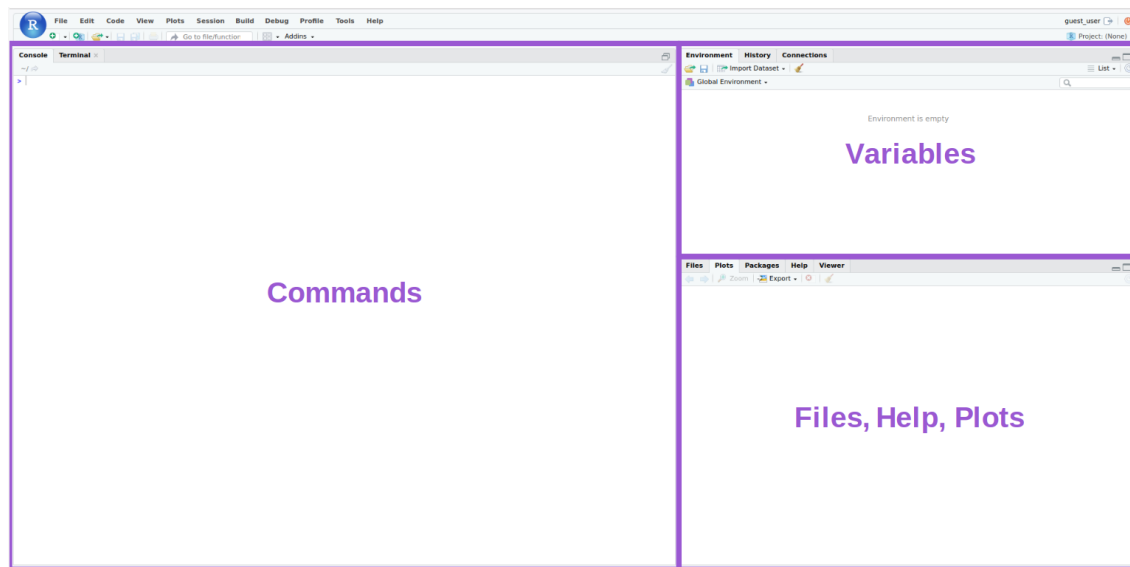 R File Edit Code View Plots Session Build Debug Profile Tools Help guest_user
Go to file/function Addins R Project: (None)
Console Terminal ×
~/
>
Environment History Connections
Import Dataset List
Global Environment
Environment is empty
Variables
Commands
Files Plots Packages Help Viewer
Zoom Export
Files, Help, Plots